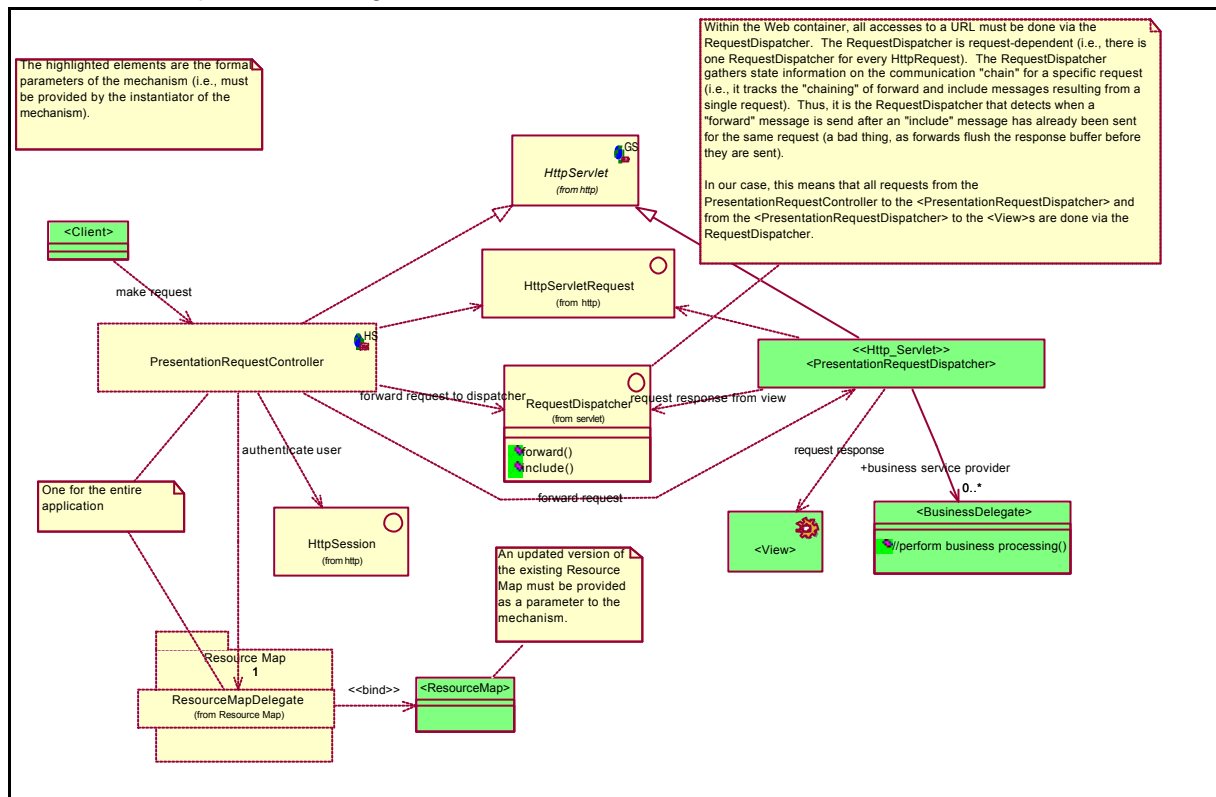 Within the Web container, all accesses to a URL must be done via the
RequestDispatcher.  The RequestDispatcher is request-dependent (i.e., there is
one RequestDispatcher for every HttpRequest).  The RequestDispatcher
gathers state information on the communication "chain" for a specific request
(i.e., it tracks the "chaining" of forward and include messages resulting from a
single request).  Thus, it is the RequestDispatcher that detects when a
"forward" message is send after an "include" message has already been sent
for the same request (a bad thing, as forwards flush the response buffer before
they are sent).
In our case, this means that all requests from the
PresentationRequestController to the <PresentationRequestDispatcher> and
from the <PresentationRequestDispatcher> to the <View>s are done via the
RequestDispatcher.
The highlighted elements are the formal
parameters of the mechanism (i.e., must
be provided by the instantiator of the
mechanism).
GS
HttpServlet
(from http)
<Client>
make request
HttpServletRequest
(from http)
HS
PresentationRequestController
<<Http_Servlet>>
<PresentationRequestDispatcher>
forward request to dispatcher
RequestDispatcher
(from servlet)
forward()
include()
request response from view
authenticate user
request response
+business service provider
0..*
One for the entire
application
forward request
<BusinessDelegate>
//perform business processing()
<View>
HttpSession
(from http)
An updated version of
the existing Resource
Map must be provided
as a parameter to the
mechanism.
Resource Map
1
ResourceMapDelegate
(from Resource Map)
<<bind>>
<ResourceMap>